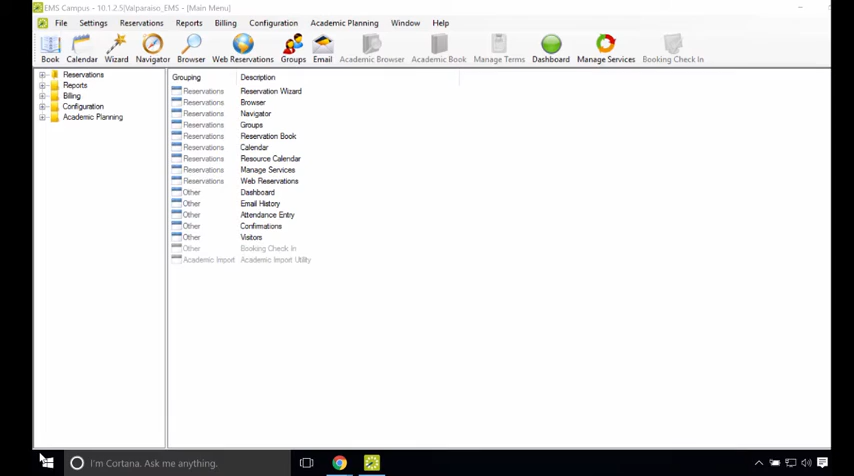 EMS Campus - 10.1.2.5|Valparaiso_EMS - [Main Menu]
File Settings Reservations Reports Billing Configuration Academic Planning Window Help
Book Calendar Wizard Navigator Browser Web Reservations Groups Email Academic Browser Academic Book Manage Terms Dashboard Manage Services Booking Check In
Reservations
Reports
Billing
Configuration
Academic Planning
Grouping Description
Reservations Reservation Wizard
Reservations Browser
Reservations Navigator
Reservations Groups
Reservations Reservation Book
Reservations Calendar
Reservations Resource Calendar
Reservations Manage Services
Reservations Web Reservations
Other Dashboard
Other Email History
Other Attendance Entry
Other Confirmations
Other Visitors
Other Booking Check In
Academic Import Academic Import Utility
I'm Cortana. Ask me anything.